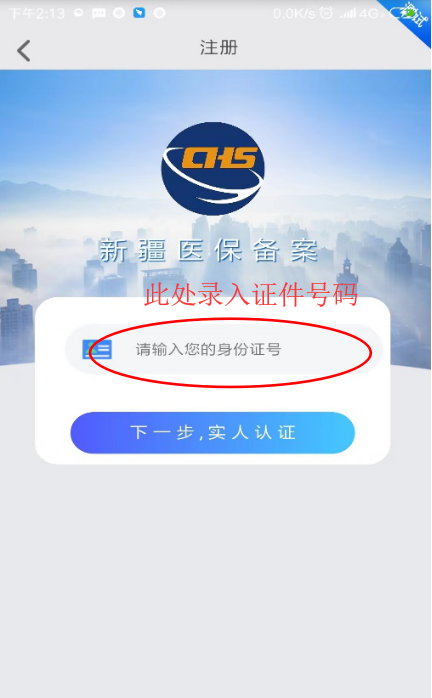 下午2:13
0.0K/s
4G
测试
注册
CHS
新疆医保备案
此处录入证件号码
请输入您的身份证号
下一步,实人认证